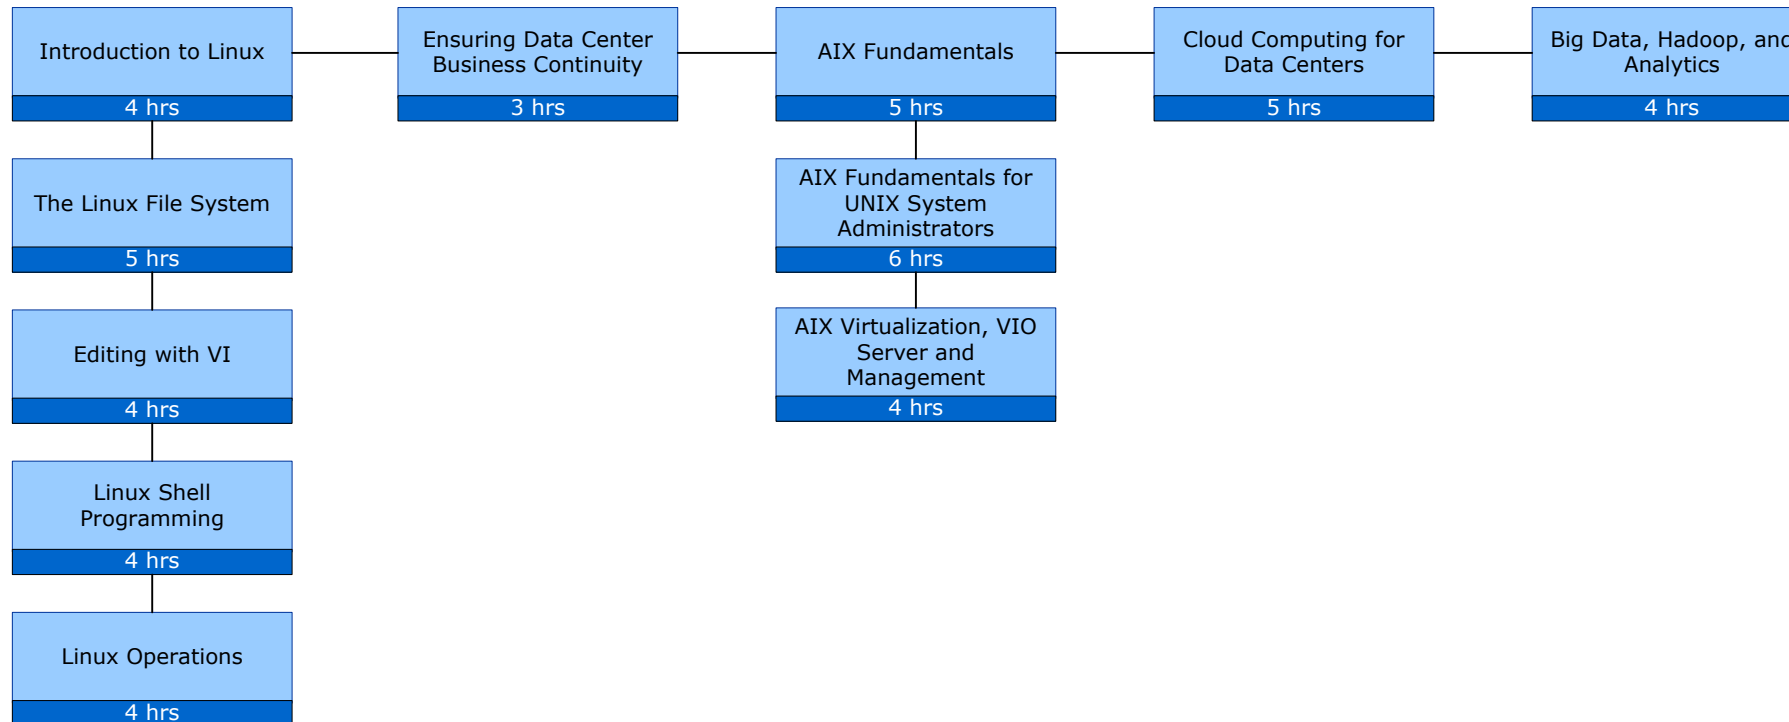 Introduction to Linux
4 hrs
Ensuring Data Center
Business Continuity
3 hrs
AIX Fundamentals
5 hrs
Cloud Computing for
Data Centers
5 hrs
Big Data, Hadoop, and
Analytics
4 hrs
The Linux File System
5 hrs
AIX Fundamentals for
UNIX System
Administrators
6 hrs
Editing with VI
4 hrs
AIX Virtualization, VIO
Server and
Management
4 hrs
Linux Shell
Programming
4 hrs
Linux Operations
4 hrs